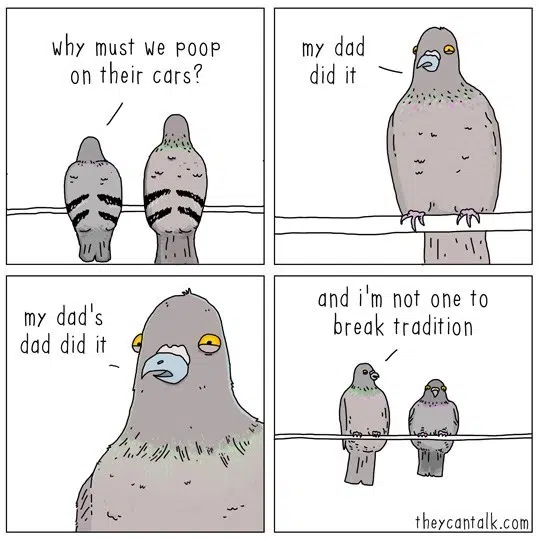 why must we poop
on their cars?
my dad
did it
my dad's
dad did it
and i'm not one to
break tradition
theycantalk.com